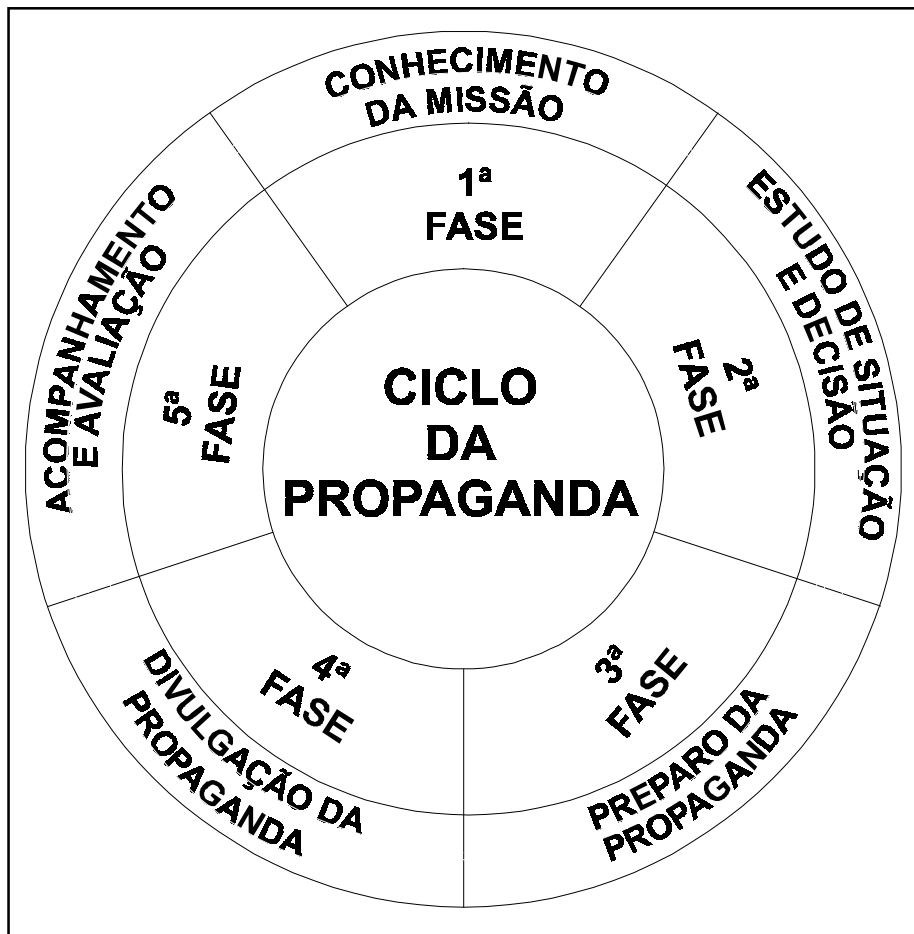 CICLO
DA
PROPAGANDA
CONHECIMENTO
DA MISSÃO
1ª
FASE
ESTUDO DE SITUAÇÃO
E DECISÃO
2ª
FASE
3ª
FASE
PREPARO DA
PROPAGANDA
4ª
FASE
DIVULGAÇÃO DA
PROPAGANDA
ACOMPANHAMENTO
E AVALIAÇÃO
5ª
FASE